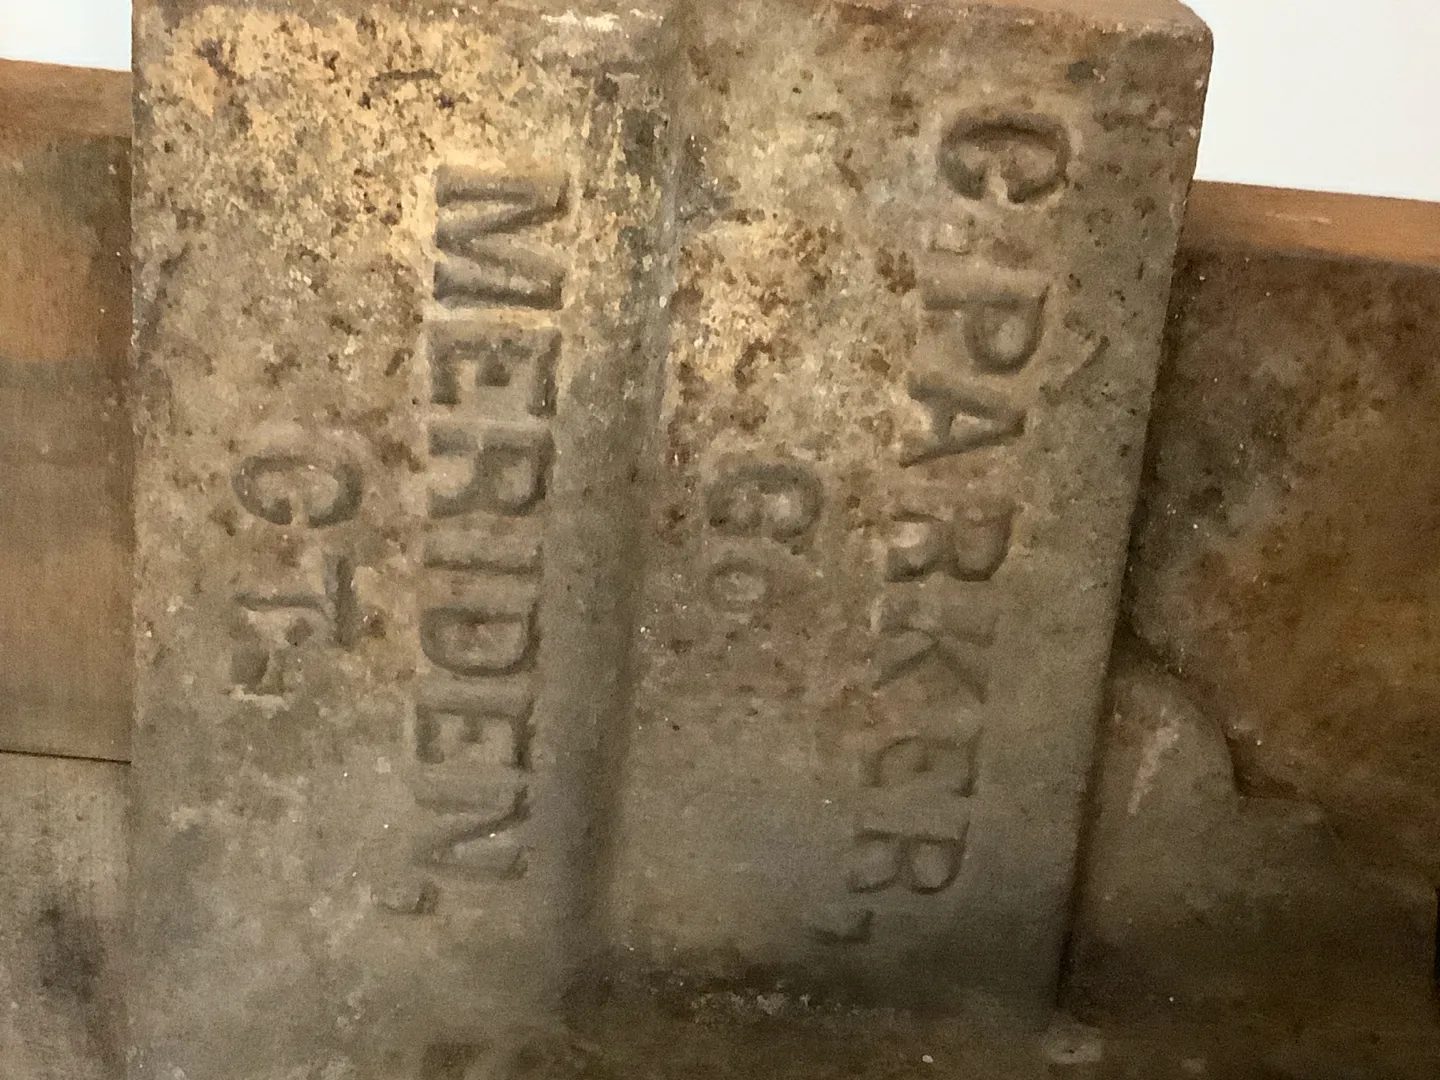 C.PARKER,
Co
MERIDEN,
CT.